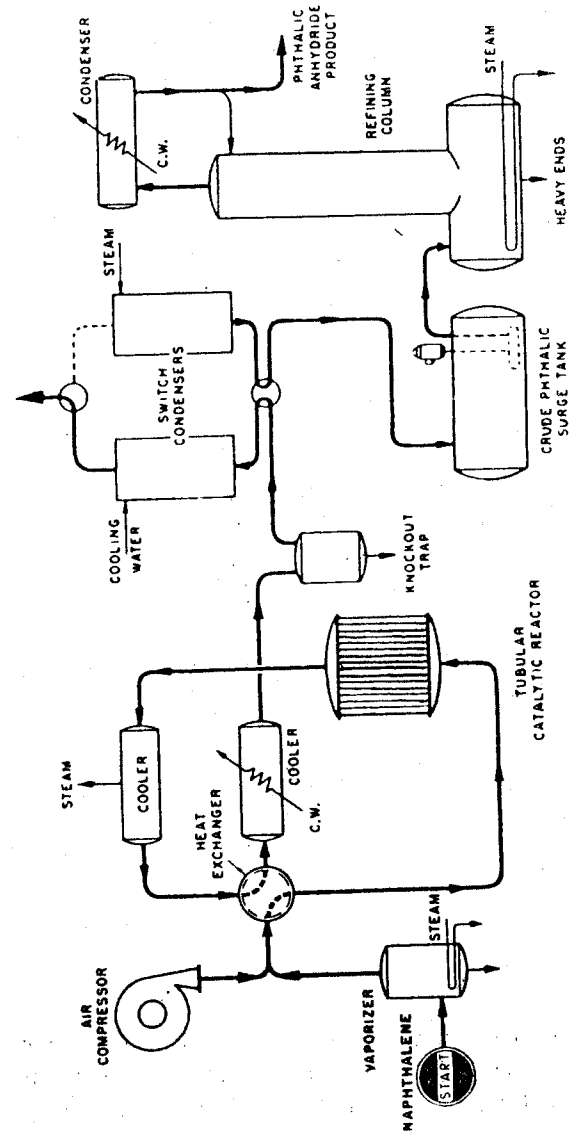 AIR
COMPRESSOR
STEAM
COOLER
HEAT
EXCHANGER
COOLER
C.W.
VAPORIZER
STEAM
NAPHTHALENE
START
TUBULAR
CATALYTIC REACTOR
KNOCKOUT
TRAP
COOLING
WATER
SWITCH
CONDENSERS
STEAM
CRUDE PHTHALIC
SURGE TANK
CONDENSER
C.W.
PHTHALIC
ANHYDRIDE
PRODUCT
REFINING
COLUMN
STEAM
HEAVY ENDS